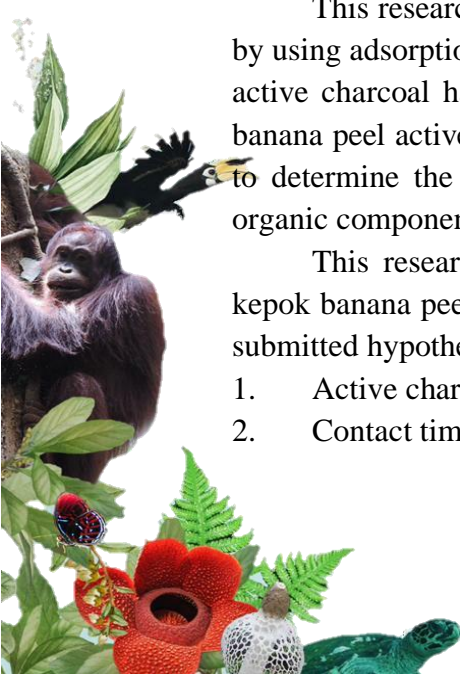 This research
by using adsorptio
active charcoal h
banana peel active
to determine the
organic componen
This resear
kepok banana pee
submitted hypothe
1. Active char
2. Contact tim